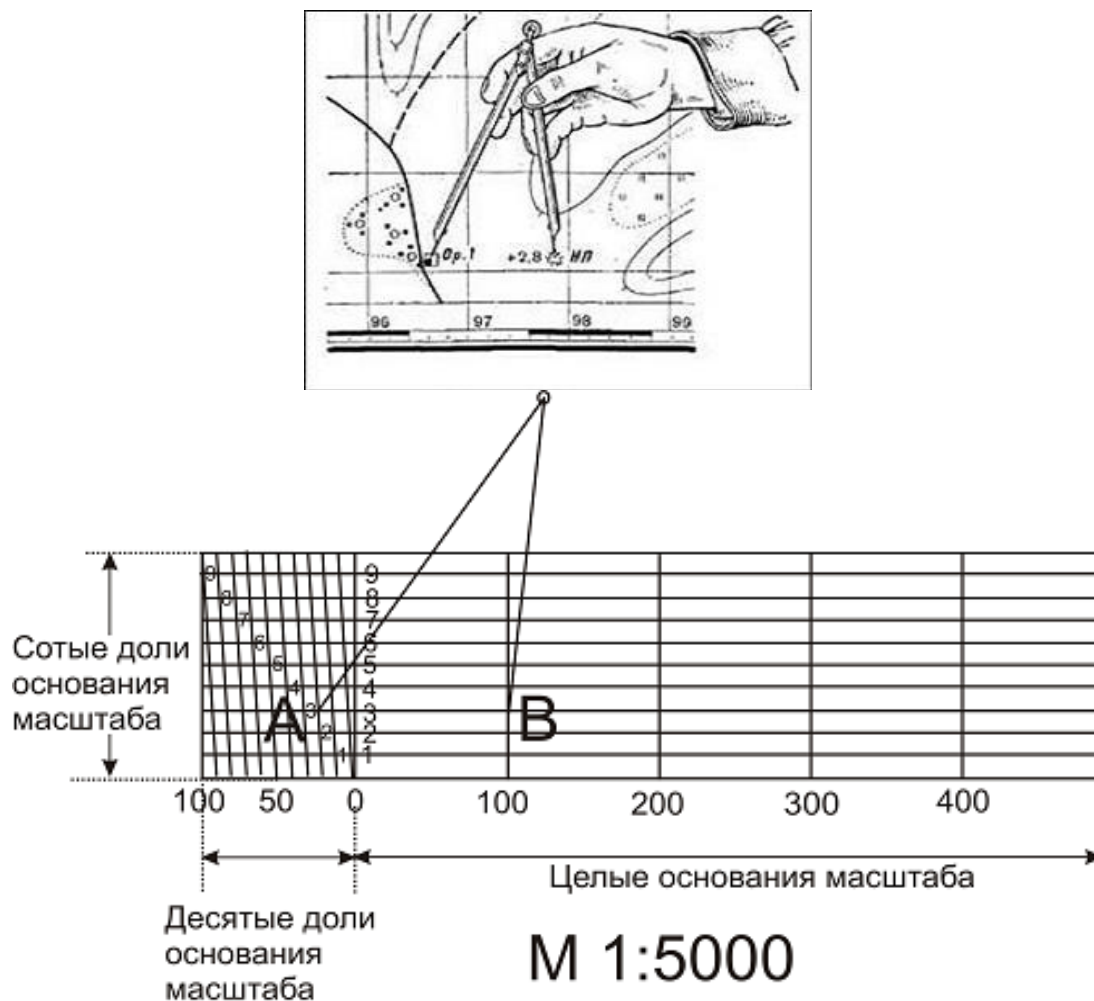 Ор.1 +2,8 НП
96 97 98 99
9 9
8 8
7 7
6 6
Сотые доли
5 5
основания
4 4
масштаба
А 3 3 В
2 2
1 1
100 50 0 100 200 300 400
Целые основания масштаба
Десятые доли
основания
масштаба
М 1:5000